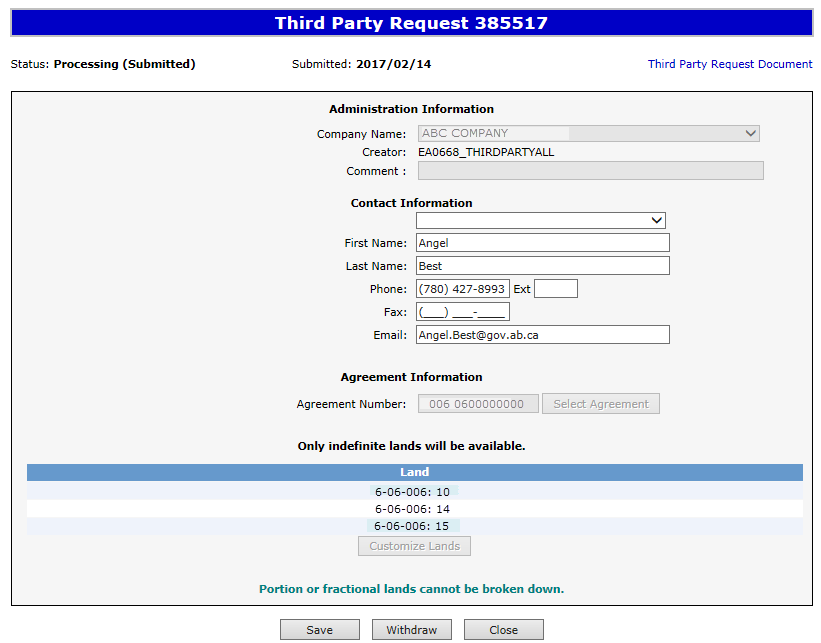 Third Party Request 385517
Status: Processing (Submitted) Submitted: 2017/02/14 Third Party Request Document
Administration Information
Company Name: ABC COMPANY
Creator: EA0668_THIRDPARTYALL
Comment :
Contact Information
First Name: Angel
Last Name: Best
Phone: (780) 427-8993 Ext
Fax: (___) ___-____
Email: Angel.Best@gov.ab.ca
Agreement Information
Agreement Number: 006 0600000000 Select Agreement
Only indefinite lands will be available.
Land
6-06-006: 10
6-06-006: 14
6-06-006: 15
Customize Lands
Portion or fractional lands cannot be broken down.
Save Withdraw Close